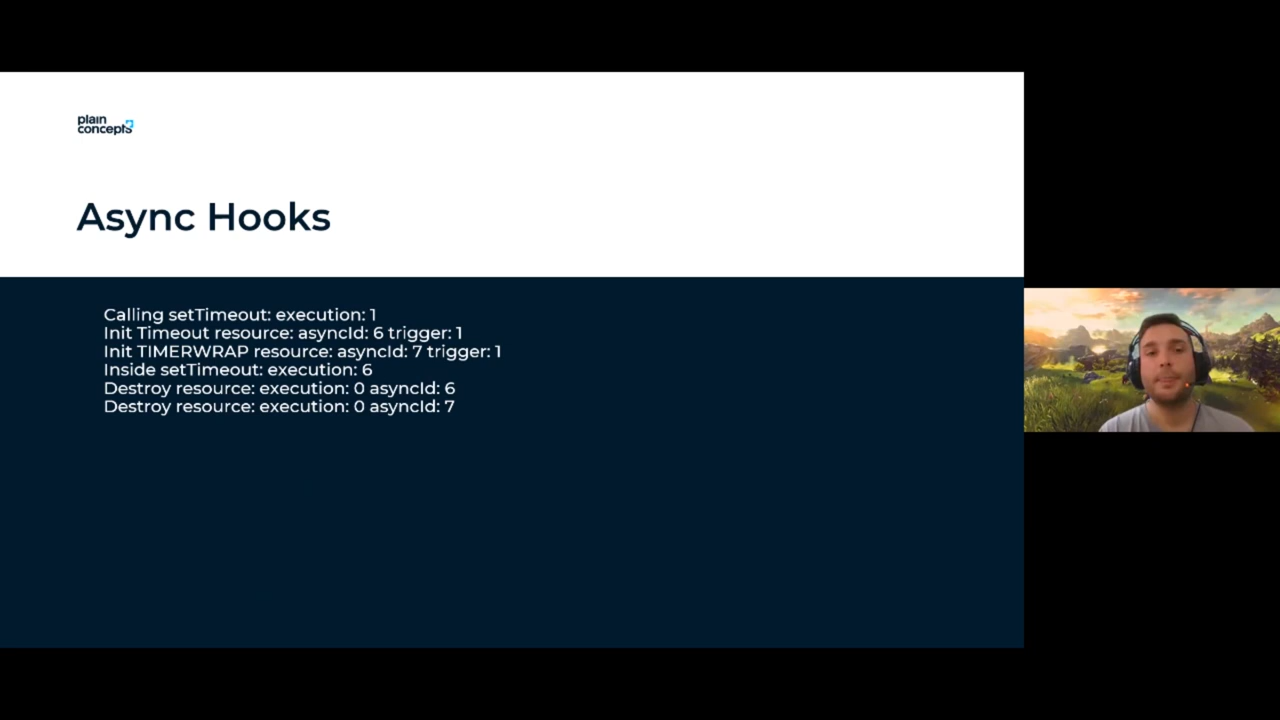 plain
concepts
Async Hooks
Calling setTimeout: execution: 1
Init Timeout resource: asyncId: 6 trigger: 1
Init TIMERWRAP resource: asyncId: 7 trigger: 1
Inside setTimeout: execution: 6
Destroy resource: execution: 0 asyncId: 6
Destroy resource: execution: 0 asyncId: 7